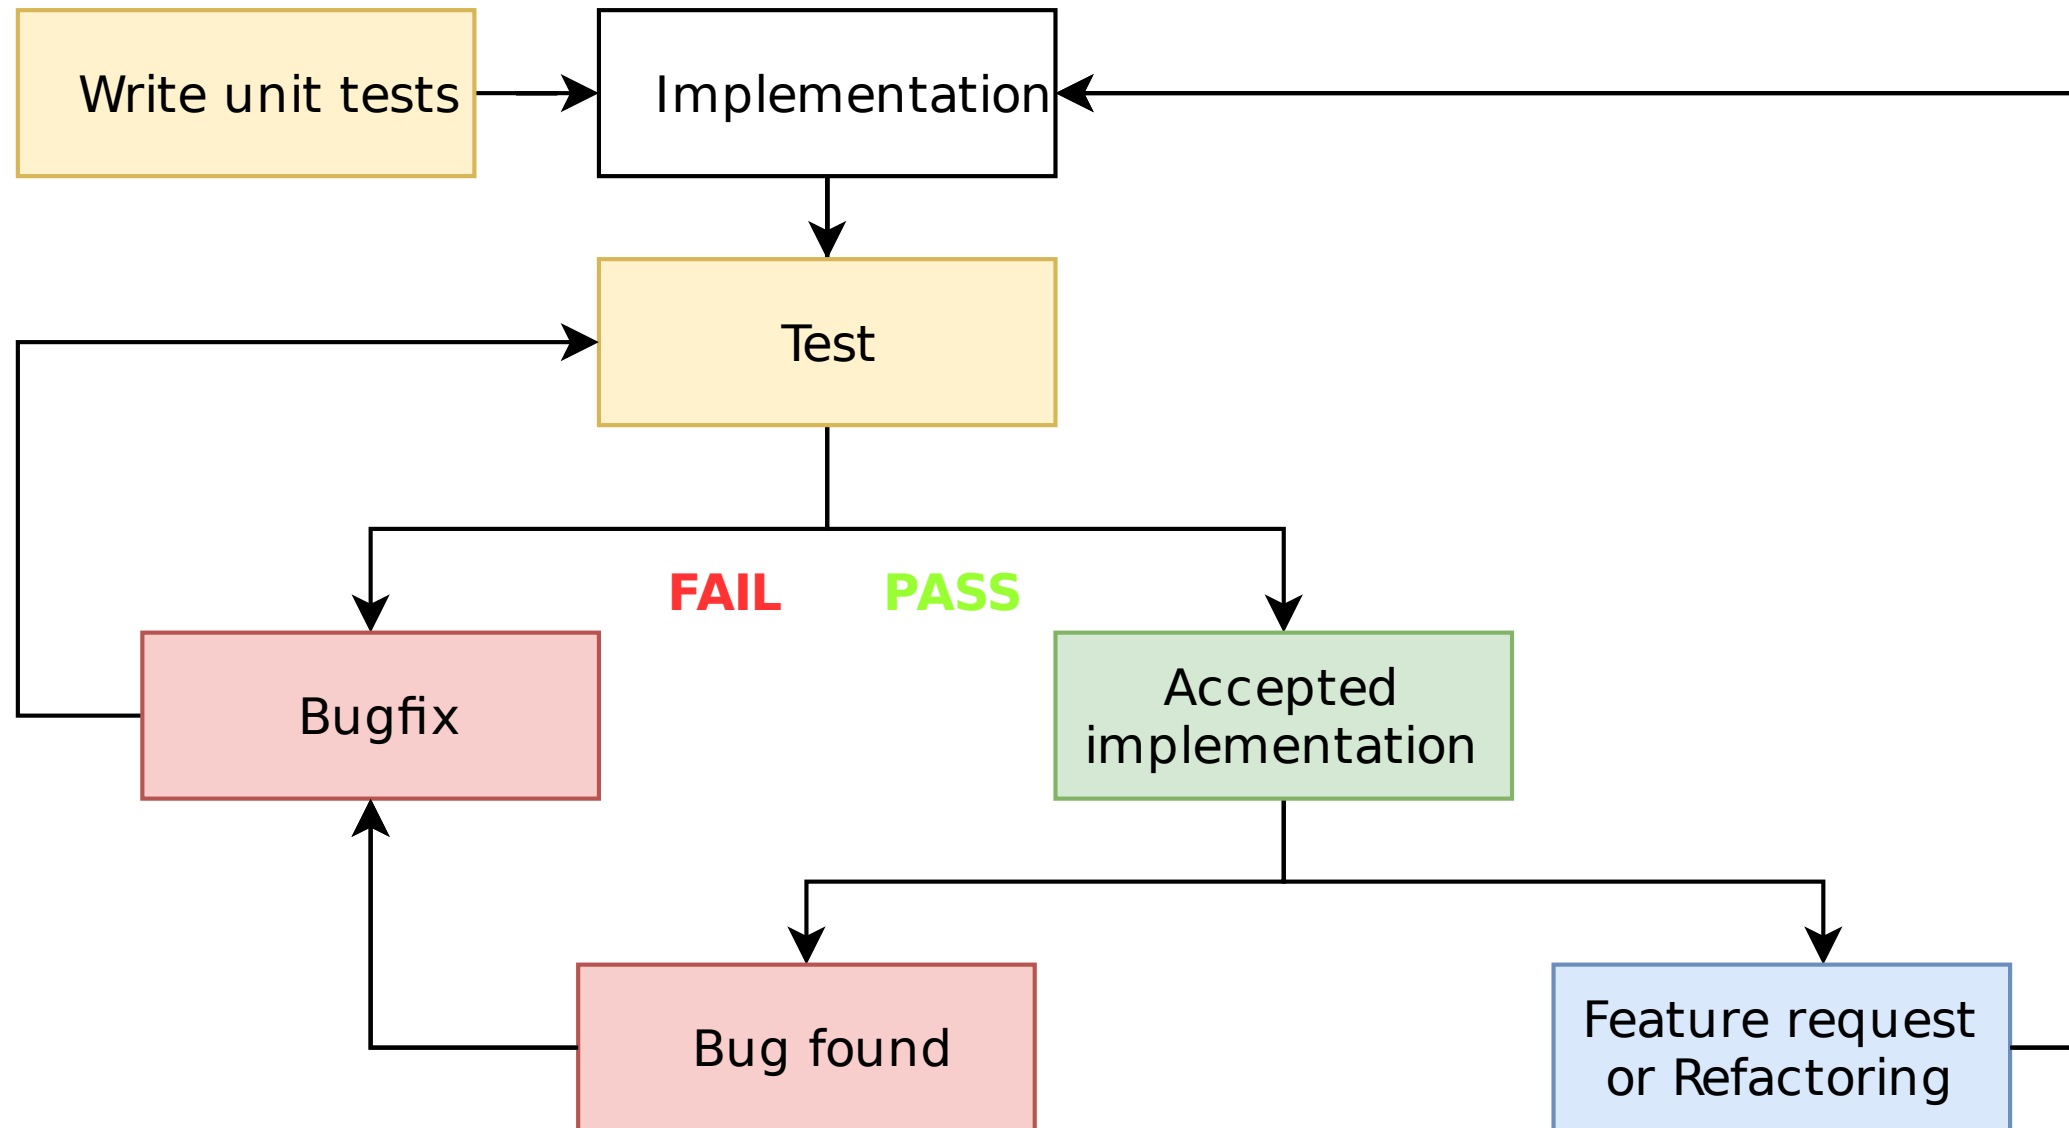 Write unit tests
Implementation
Test
FAIL
PASS
Bugfix
Accepted
implementation
Bug found
Feature request
or Refactoring